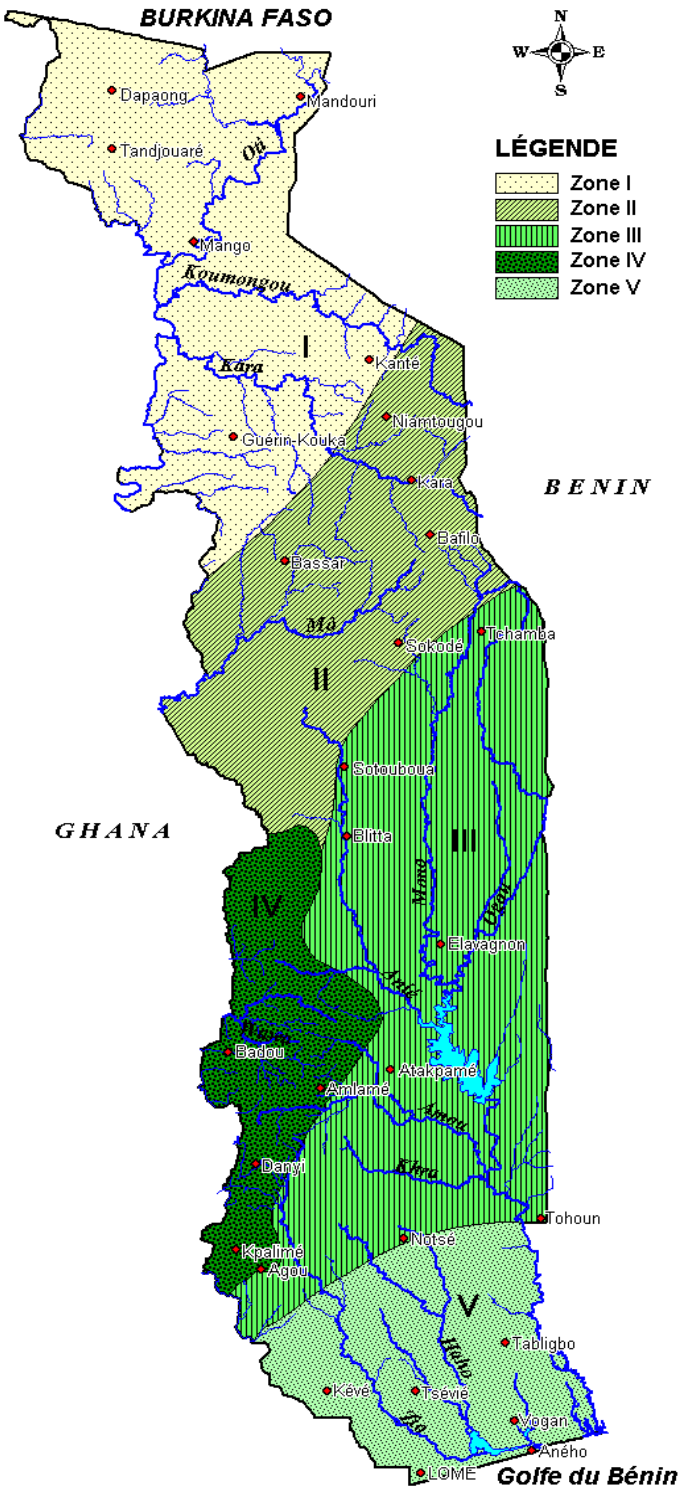 BURKINA FASO
N
W E
S
Dapaong
Mandouri
Tandjouaré
Oti
LÉGENDE
Zone I
Zone II
Zone III
Zone IV
Zone V
Mango
Koumongou
I
Kara
Kanté
Niamtougou
Guérin-Kouka
Kara
BENIN
Bafilo
Bassar
Mô
Tchamba
Sokodé
II
Sotouboua
GHANA
Blitta
III
Mono
Ogou
IV
Elavagnon
Anié
Badou
Atakpamé
Amlamé
Amou
Danyi
Khra
Tohoun
Notsé
Kpalimé
Agou
V
Tabligbo
Haho
Kévé
Tsévié
Zio
Vogan
Aného
LOMÉ
Golfe du Bénin